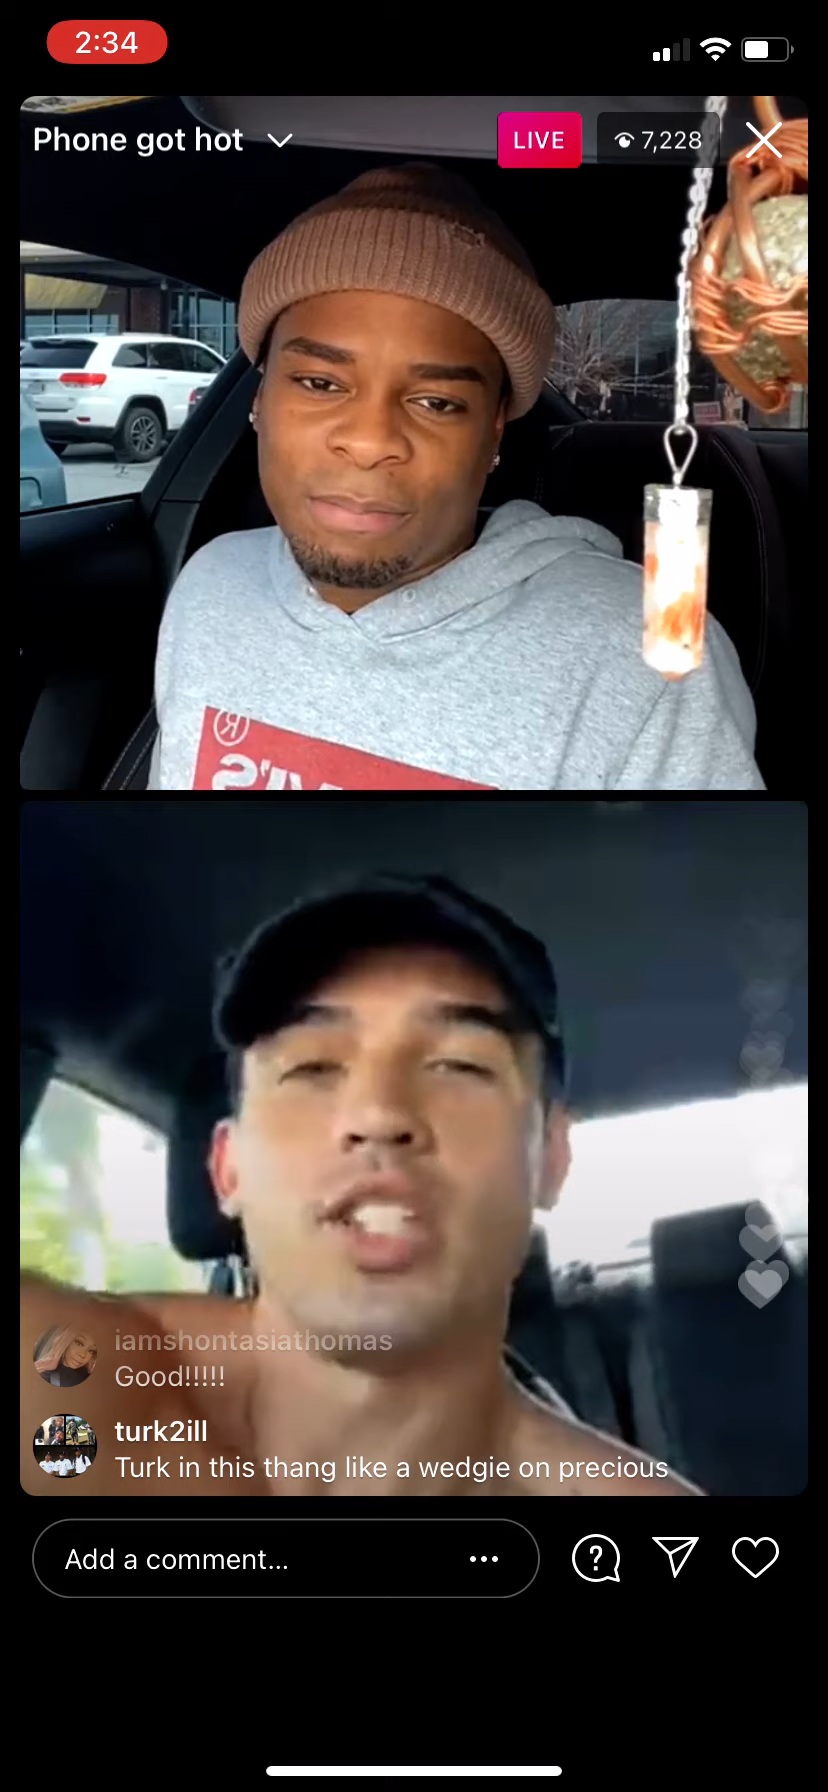 2:34
Phone got hot
LIVE
7,228
®
iamshontasiathomas
Good!!!!!
turk2ill
Turk in this thang like a wedgie on precious
Add a comment...